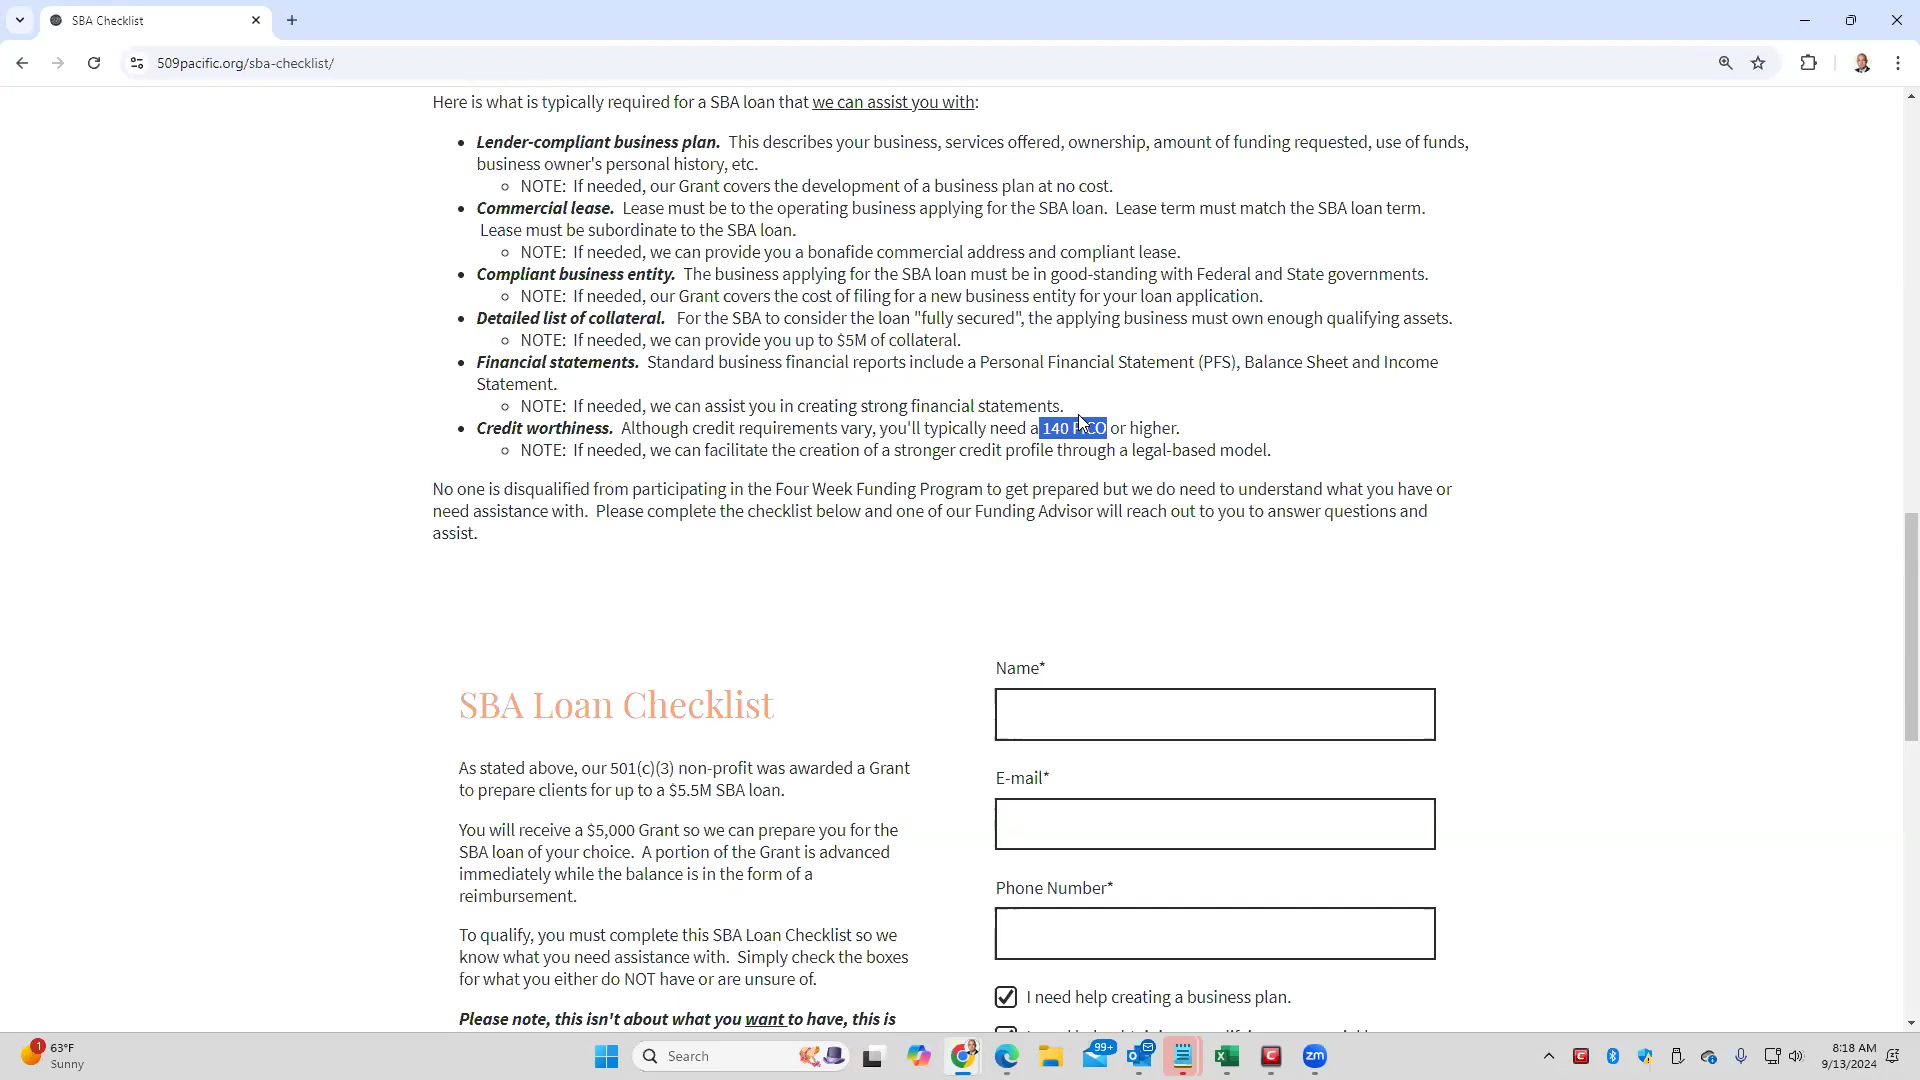 SBA Checklist
509pacific.org/sba-checklist/
Here is what is typically required for a SBA loan that we can assist you with:
• Lender-compliant business plan. This describes your business, services offered, ownership, amount of funding requested, use of funds,
business owner's personal history, etc.
○ NOTE: If needed, our Grant covers the development of a business plan at no cost.
• Commercial lease. Lease must be to the operating business applying for the SBA loan. Lease term must match the SBA loan term.
Lease must be subordinate to the SBA loan.
○ NOTE: If needed, we can provide you a bonafide commercial address and compliant lease.
• Compliant business entity. The business applying for the SBA loan must be in good-standing with Federal and State governments.
○ NOTE: If needed, our Grant covers the cost of filing for a new business entity for your loan application.
• Detailed list of collateral. For the SBA to consider the loan "fully secured", the applying business must own enough qualifying assets.
○ NOTE: If needed, we can provide you up to $5M of collateral.
• Financial statements. Standard business financial reports include a Personal Financial Statement (PFS), Balance Sheet and Income
Statement.
○ NOTE: If needed, we can assist you in creating strong financial statements.
• Credit worthiness. Although credit requirements vary, you'll typically need a 140 FICO or higher.
○ NOTE: If needed, we can facilitate the creation of a stronger credit profile through a legal-based model.
No one is disqualified from participating in the Four Week Funding Program to get prepared but we do need to understand what you have or
need assistance with. Please complete the checklist below and one of our Funding Advisor will reach out to you to answer questions and
assist.
SBA Loan Checklist
As stated above, our 501(c)(3) non-profit was awarded a Grant
to prepare clients for up to a $5.5M SBA loan.
You will receive a $5,000 Grant so we can prepare you for the
SBA loan of your choice. A portion of the Grant is advanced
immediately while the balance is in the form of a
reimbursement.
To qualify, you must complete this SBA Loan Checklist so we
know what you need assistance with. Simply check the boxes
for what you either do NOT have or are unsure of.
Please note, this isn't about what you want to have, this is
Name*
E-mail*
Phone Number*
I need help creating a business plan.
1
63°F
Sunny
Search
99+
zm
8:18 AM
9/13/2024